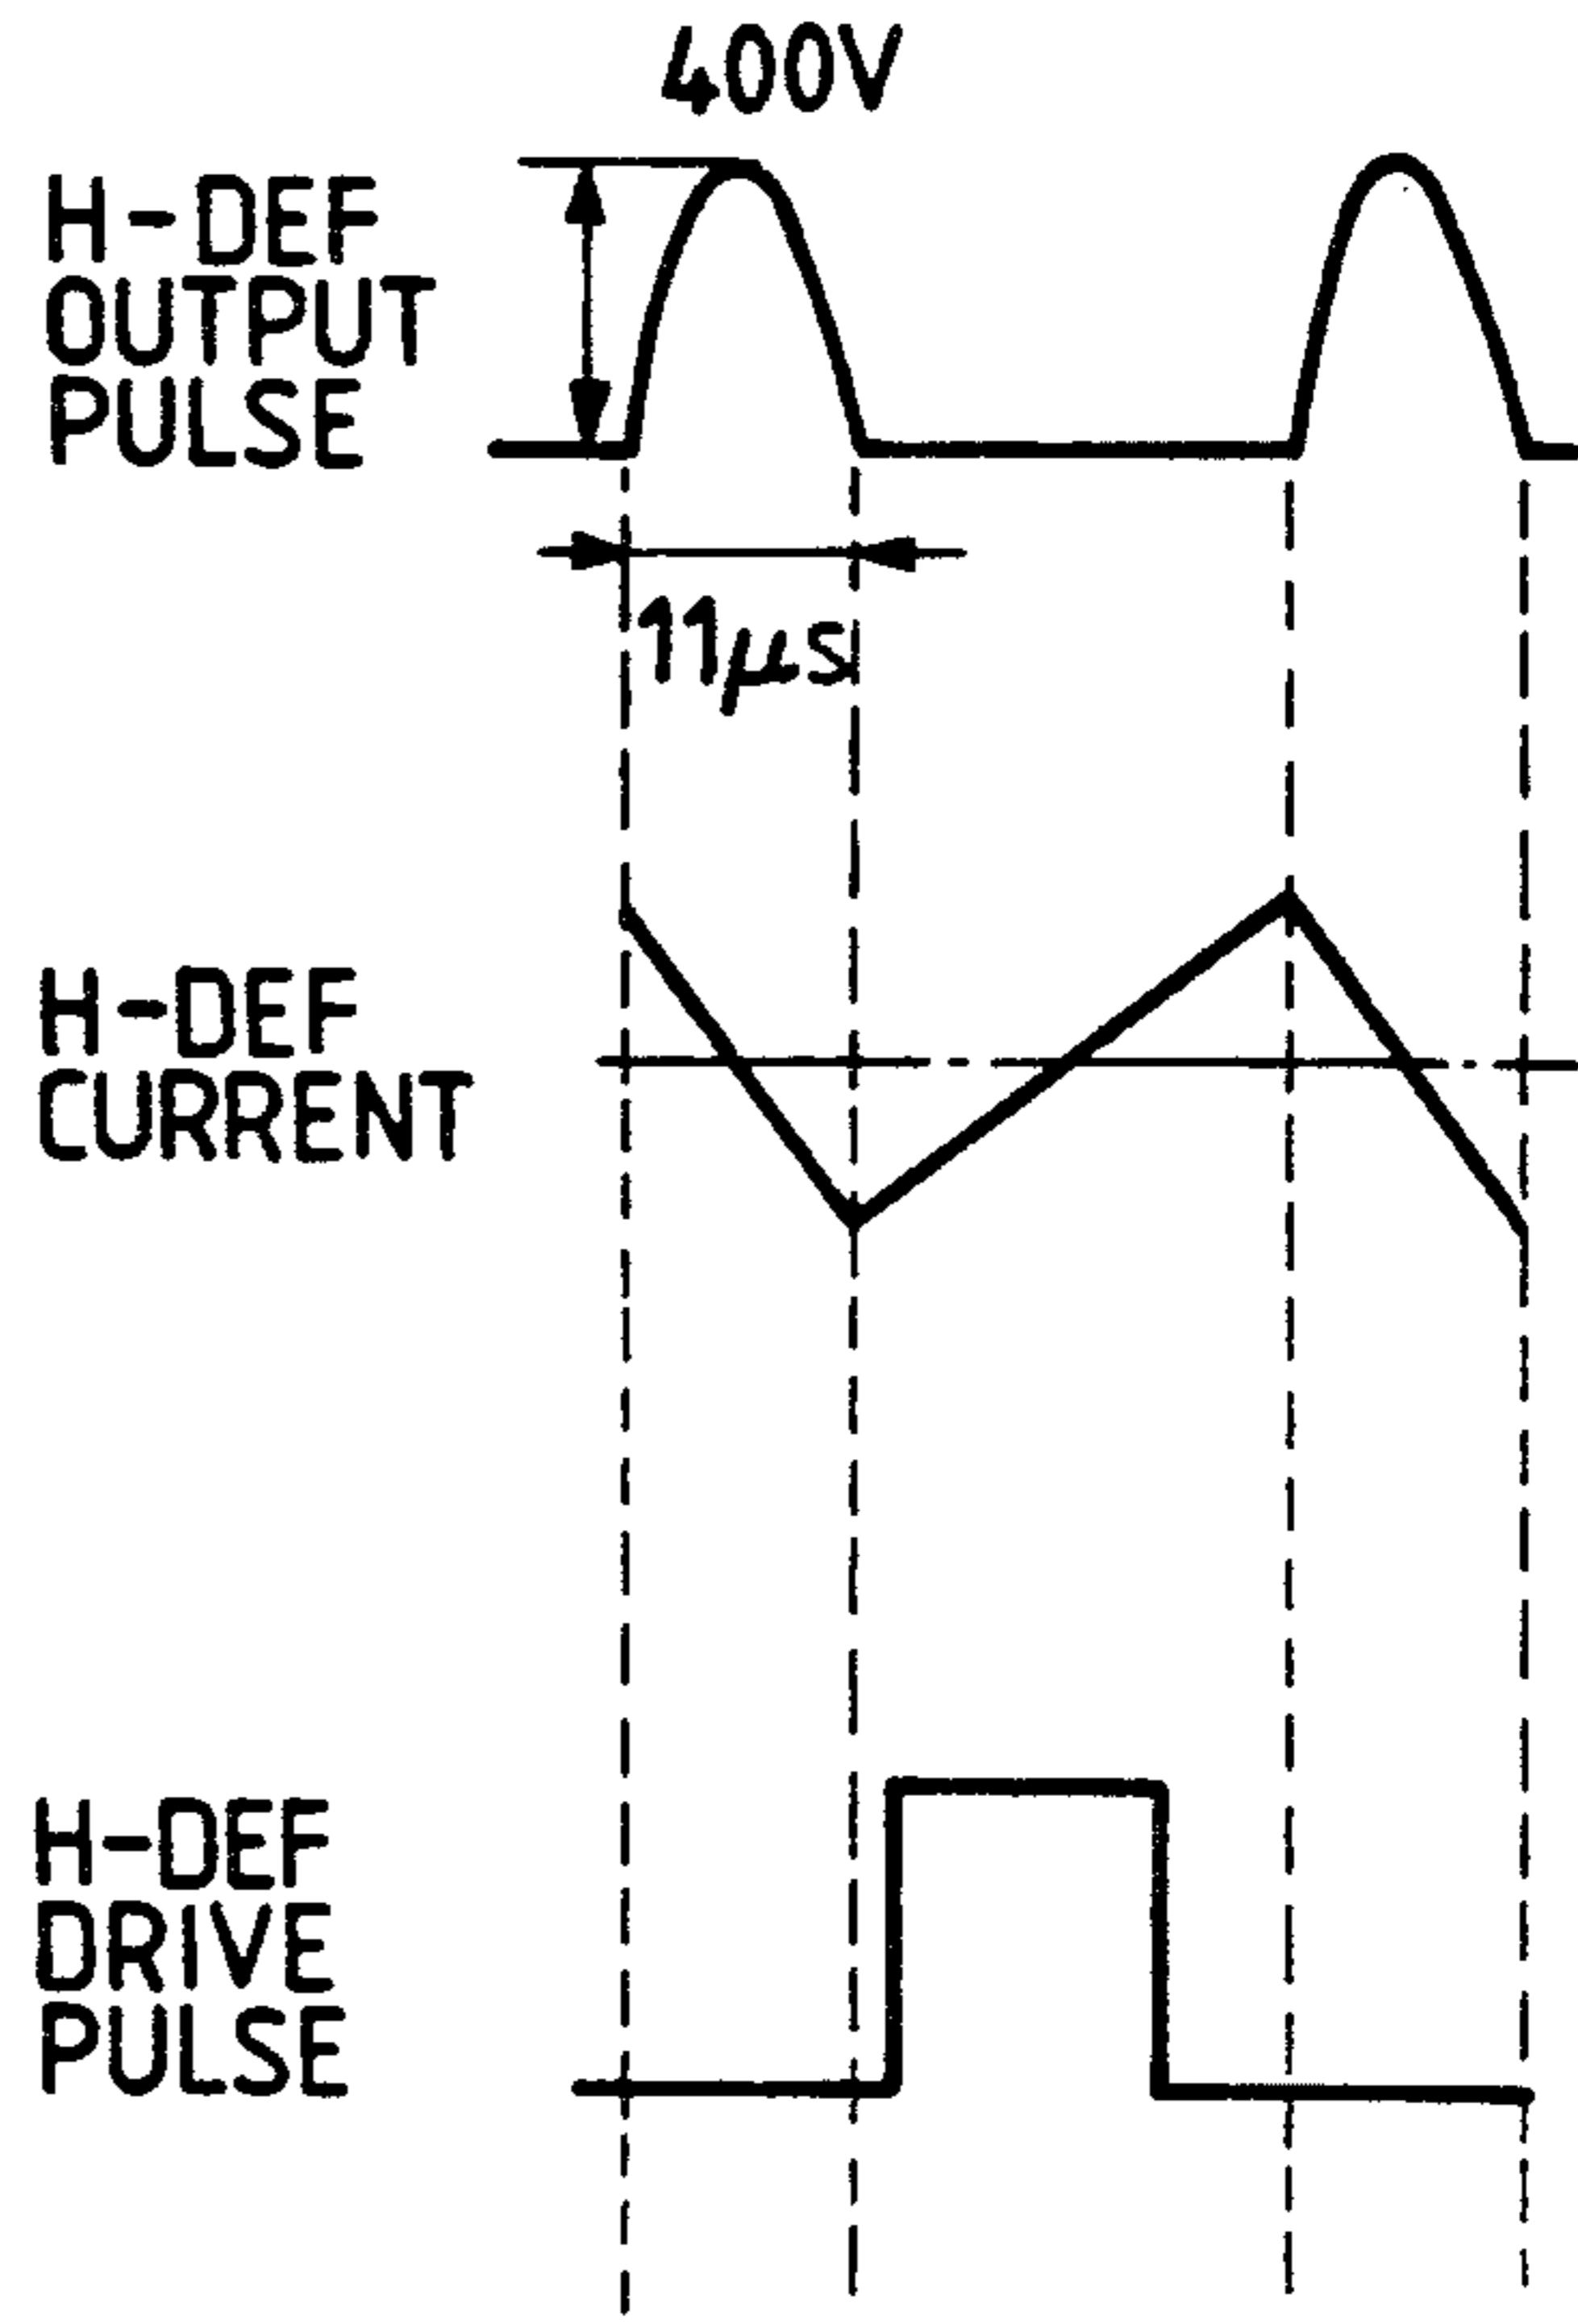 400V
H-DEF
OUTPUT
PULSE
11µs
H-DEF
CURRENT
H-DEF
DRIVE
PULSE